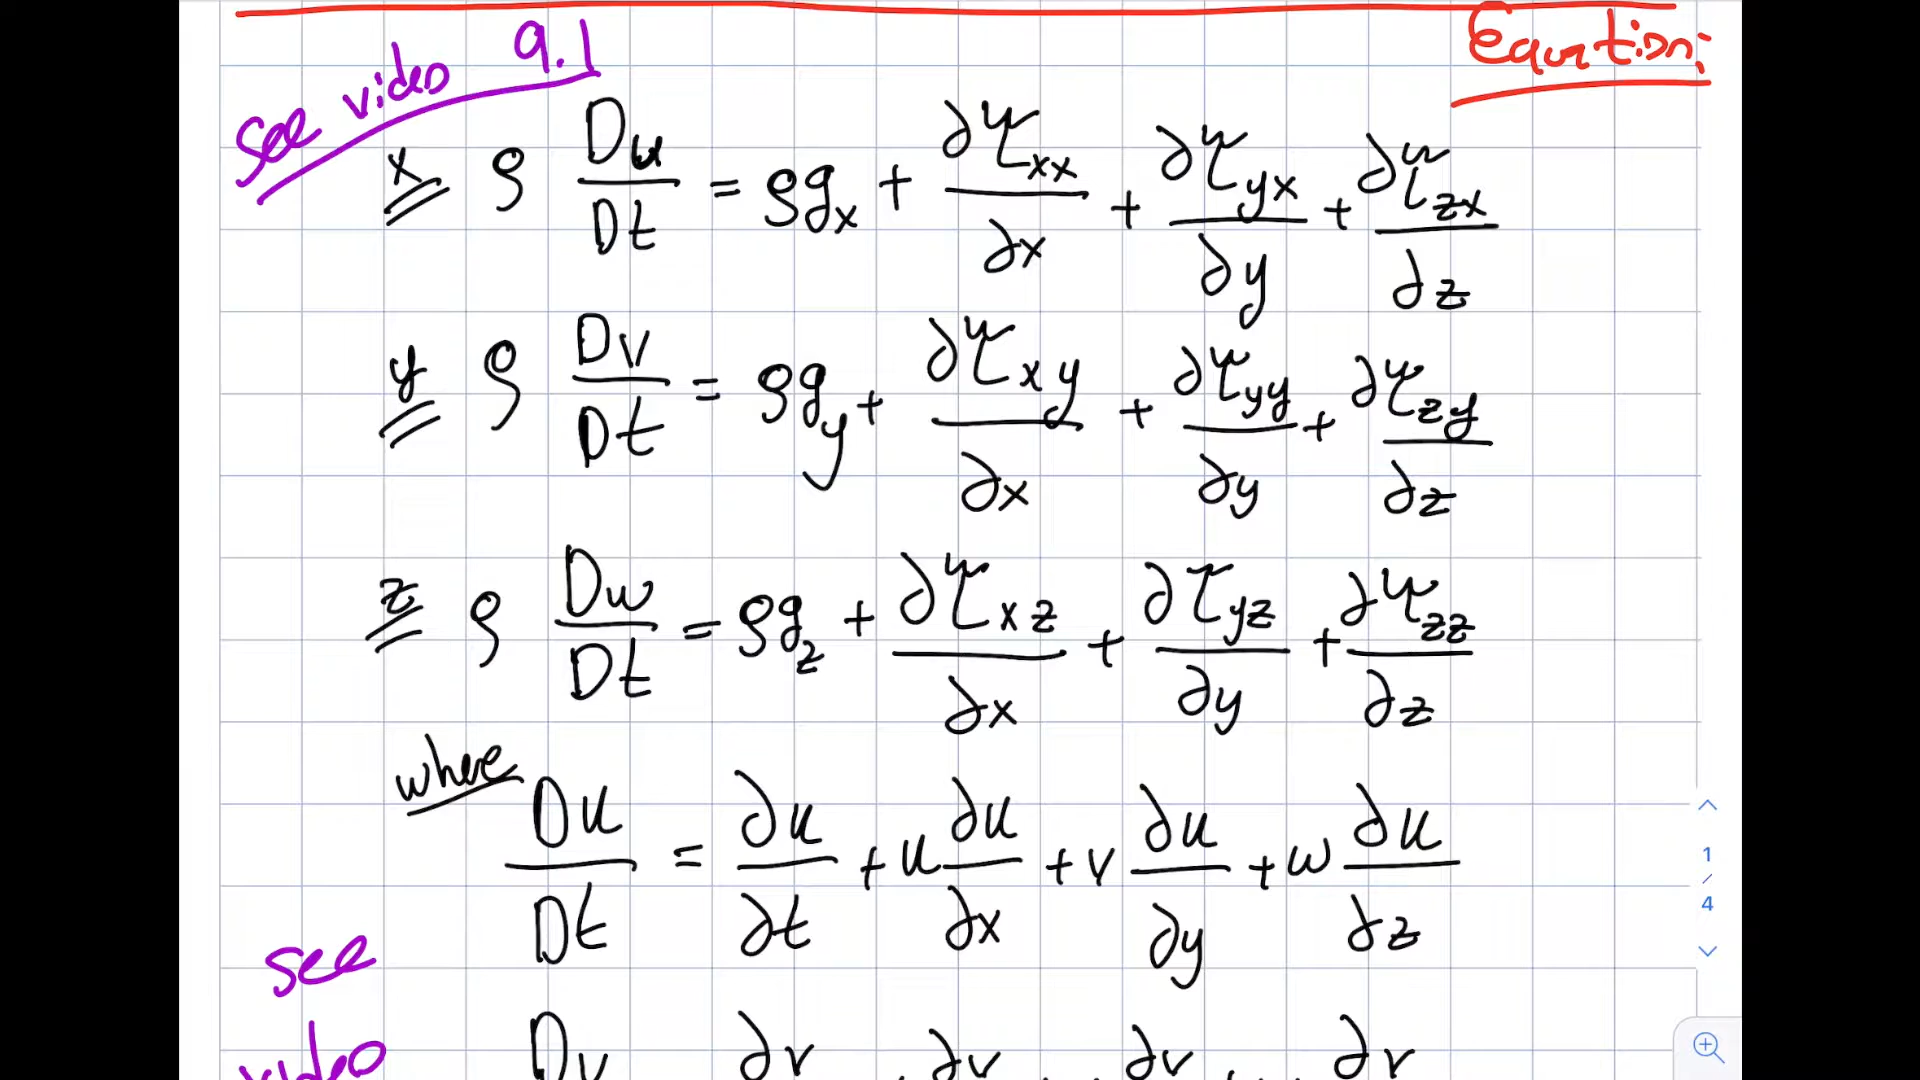 Equation:
See video 9.1
x ρ Du/Dt = ρg_x + ∂τ_xx/∂x + ∂τ_yx/∂y + ∂τ_zx/∂z
y ρ Dv/Dt = ρg_y + ∂τ_xy/∂x + ∂τ_yy/∂y + ∂τ_zy/∂z
z ρ Dw/Dt = ρg_z + ∂τ_xz/∂x + ∂τ_yz/∂y + ∂τ_zz/∂z
where
Du/Dt = ∂u/∂t + u ∂u/∂x + v ∂u/∂y + w ∂u/∂z
see
video
Dv ∂v ∂v ∂v ∂v
1
/
4